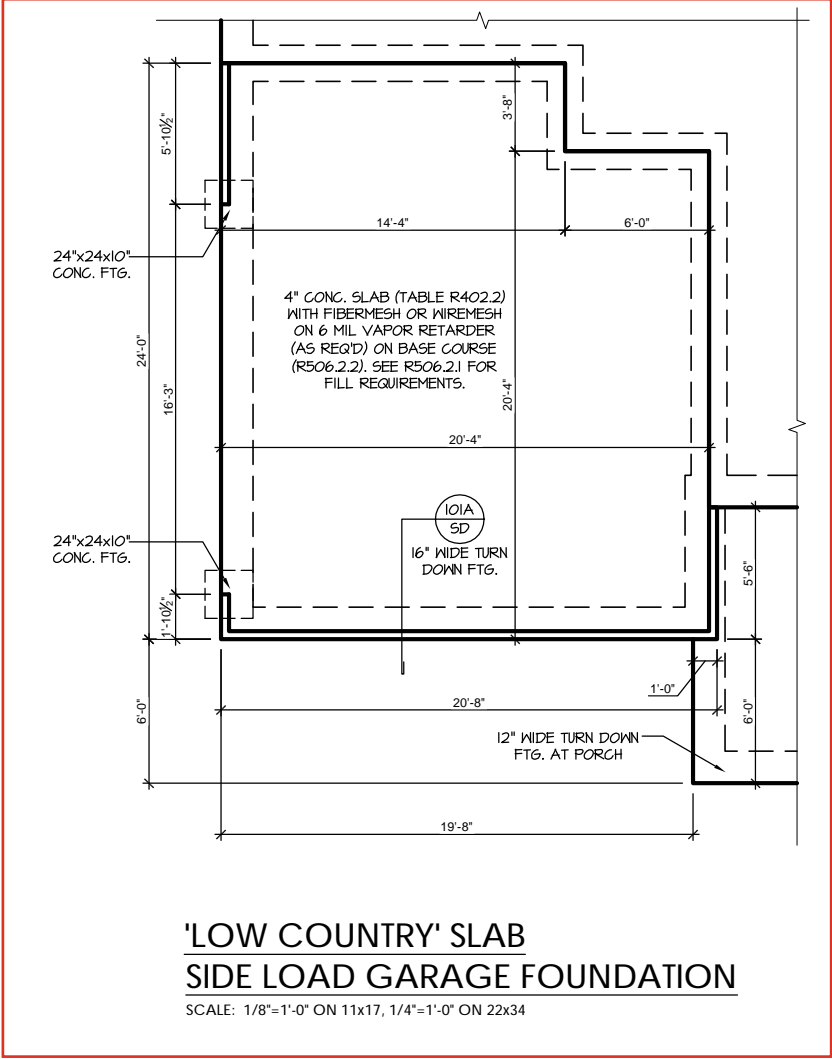 3'-8"
5'-10½"
14'-4"
6'-0"
24"x24x10"
CONC. FTG.
4" CONC. SLAB (TABLE R402.2)
WITH FIBERMESH OR WIREMESH
ON 6 MIL VAPOR RETARDER
(AS REQ'D) ON BASE COURSE
(R506.2.2). SEE R506.2.1 FOR
FILL REQUIREMENTS.
24'-0"
16'-3"
20'-4"
20'-4"
101A
SD
16" WIDE TURN
DOWN FTG.
24"x24x10"
CONC. FTG.
5'-6"
1'-10½"
1'-0"
20'-8"
6'-0"
6'-0"
12" WIDE TURN DOWN
FTG. AT PORCH
19'-8"
'LOW COUNTRY' SLAB
SIDE LOAD GARAGE FOUNDATION
SCALE: 1/8"=1'-0" ON 11x17, 1/4"=1'-0" ON 22x34